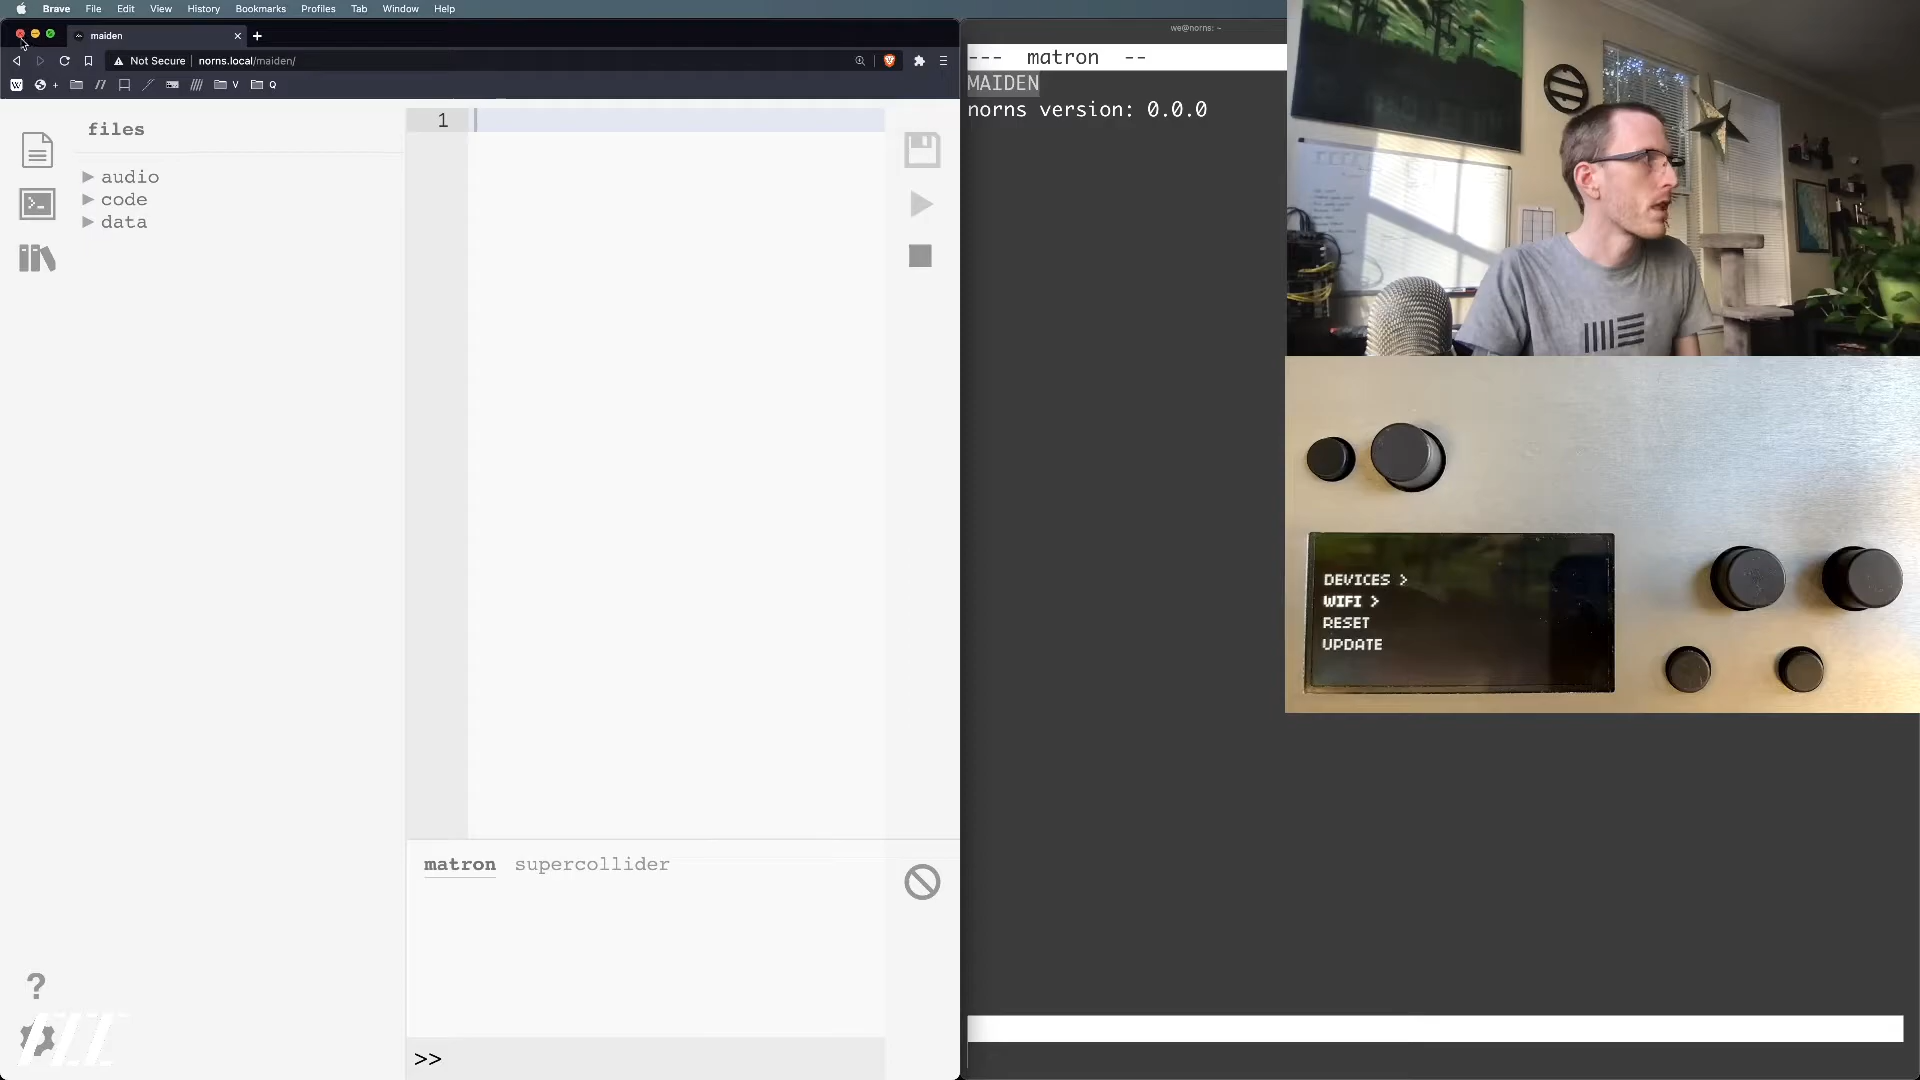 Brave File Edit View History Bookmarks Profiles Tab Window Help
maiden
Not Secure norns.local/maiden/
V Q
files
audio
code
data
1
matron supercollider
?
>>
we@norns: ~
--- matron --
MAIDEN
norns version: 0.0.0
DEVICES >
WIFI >
RESET
UPDATE